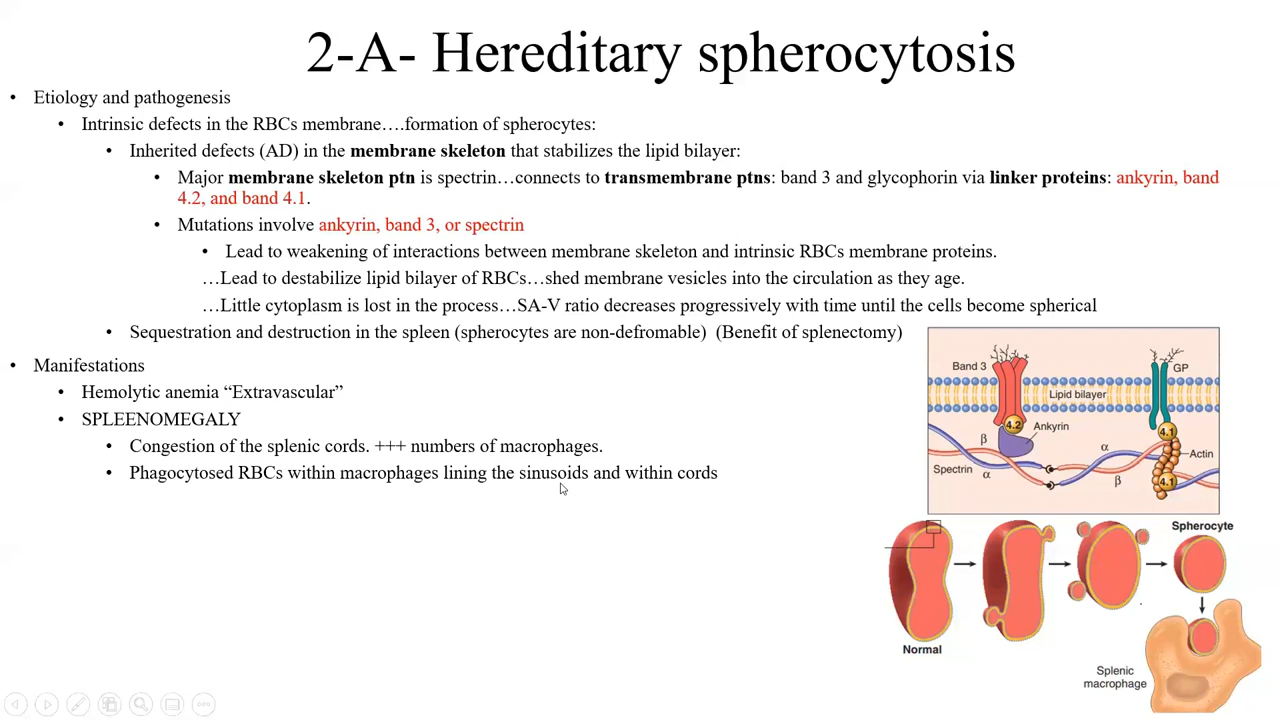 2-A- Hereditary spherocytosis
• Etiology and pathogenesis
• Intrinsic defects in the RBCs membrane….formation of spherocytes:
• Inherited defects (AD) in the membrane skeleton that stabilizes the lipid bilayer:
• Major membrane skeleton ptn is spectrin…connects to transmembrane ptns: band 3 and glycophorin via linker proteins: ankyrin, band
4.2, and band 4.1.
• Mutations involve ankyrin, band 3, or spectrin
• Lead to weakening of interactions between membrane skeleton and intrinsic RBCs membrane proteins.
…Lead to destabilize lipid bilayer of RBCs…shed membrane vesicles into the circulation as they age.
…Little cytoplasm is lost in the process…SA-V ratio decreases progressively with time until the cells become spherical
• Sequestration and destruction in the spleen (spherocytes are non-defromable) (Benefit of splenectomy)
• Manifestations
• Hemolytic anemia “Extravascular”
• SPLEENOMEGALY
• Congestion of the splenic cords. +++ numbers of macrophages.
• Phagocytosed RBCs within macrophages lining the sinusoids and within cords
Band 3
GP
Lipid bilayer
4.2
Ankyrin
4.1
β
α
Actin
Spectrin
α
β
4.1
Spherocyte
Normal
Splenic
macrophage